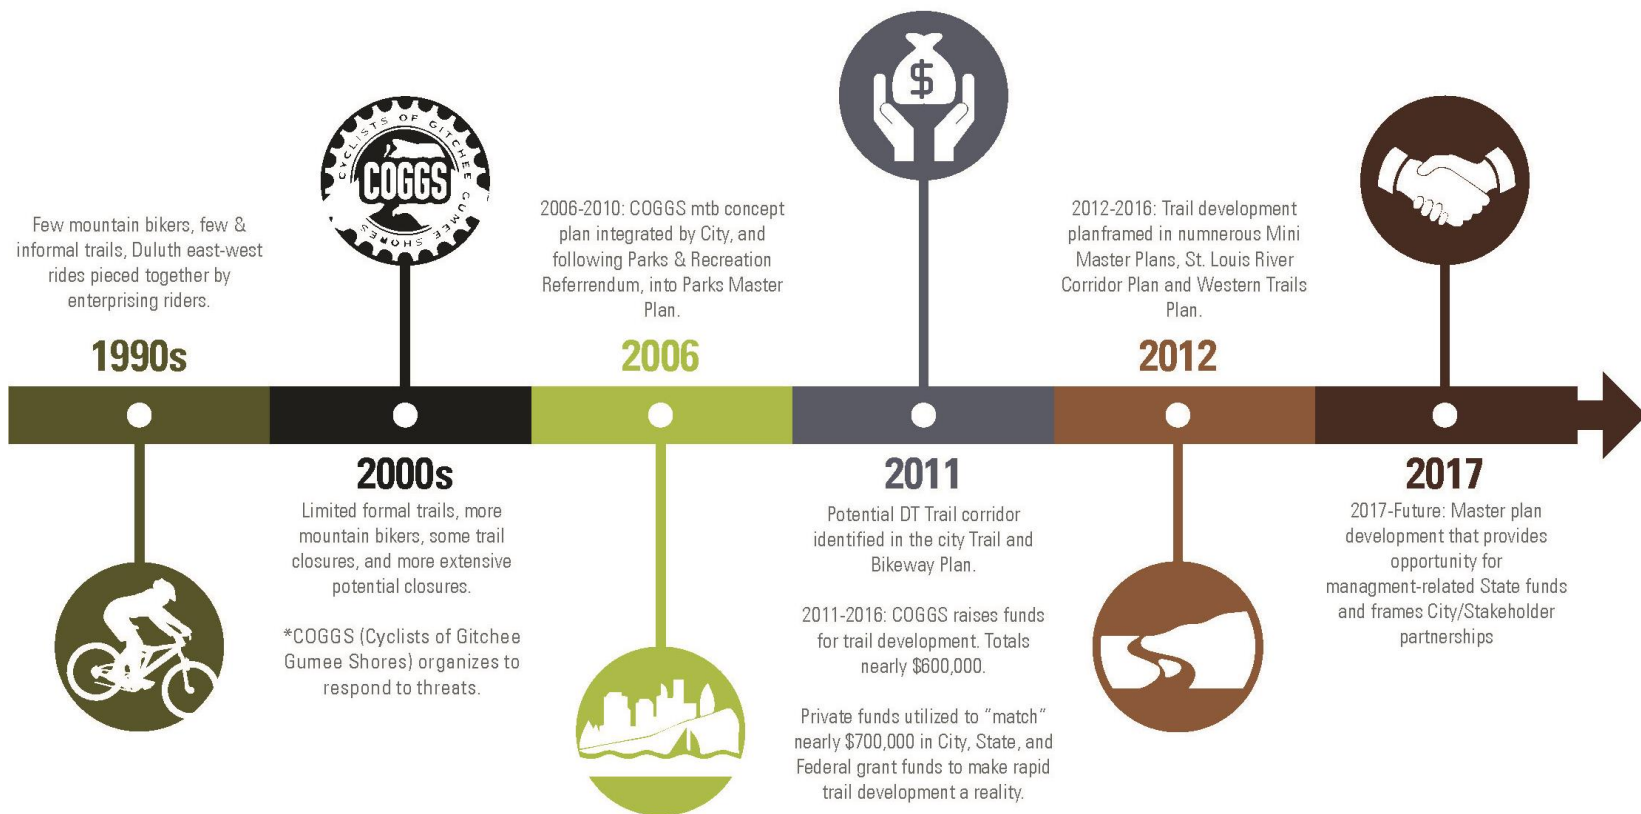 Few mountain bikers, few &
informal trails, Duluth east-west
rides pieced together by
enterprising riders.
1990s
CYCLISTS OF GITCHEE GUMEE SHORES
COGGS
2000s
Limited formal trails, more
mountain bikers, some trail
closures, and more extensive
potential closures.
*COGGS (Cyclists of Gitchee
Gumee Shores) organizes to
respond to threats.
2006-2010: COGGS mtb concept
plan integrated by City, and
following Parks & Recreation
Referrendum, into Parks Master
Plan.
2006
$
2011
Potential DT Trail corridor
identified in the city Trail and
Bikeway Plan.
2011-2016: COGGS raises funds
for trail development. Totals
nearly $600,000.
Private funds utilized to “match”
nearly $700,000 in City, State, and
Federal grant funds to make rapid
trail development a reality.
2012-2016: Trail development
planframed in numnerous Mini
Master Plans, St. Louis River
Corridor Plan and Western Trails
Plan.
2012
2017
2017-Future: Master plan
development that provides
opportunity for
managment-related State funds
and frames City/Stakeholder
partnerships